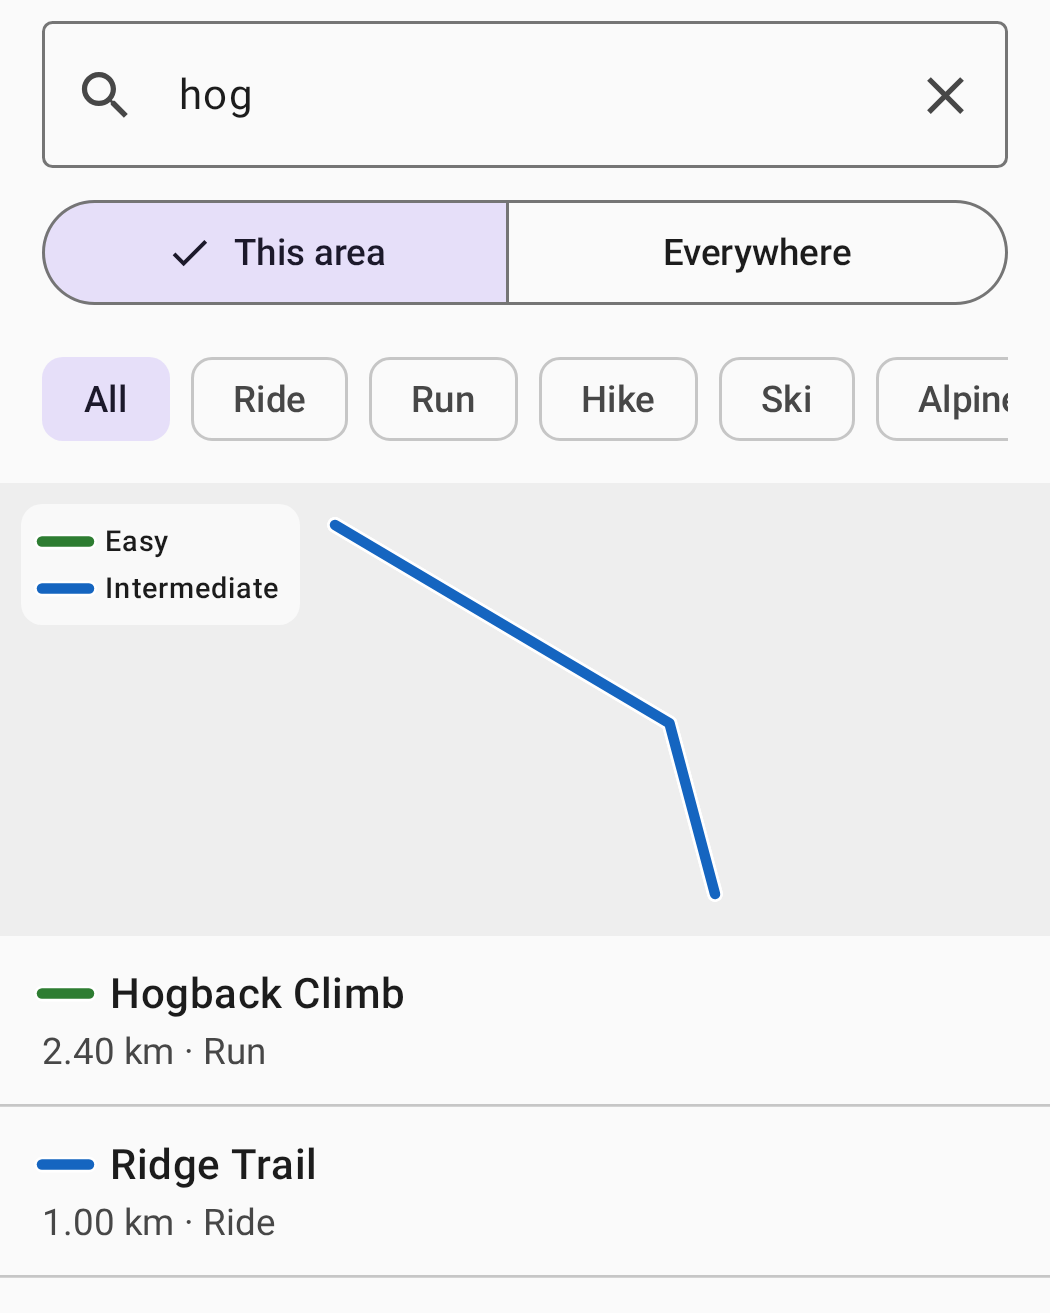 hog
This area
Everywhere
All
Ride
Run
Hike
Ski
Alpine
Easy
Intermediate
Hogback Climb
2.40 km · Run
Ridge Trail
1.00 km · Ride